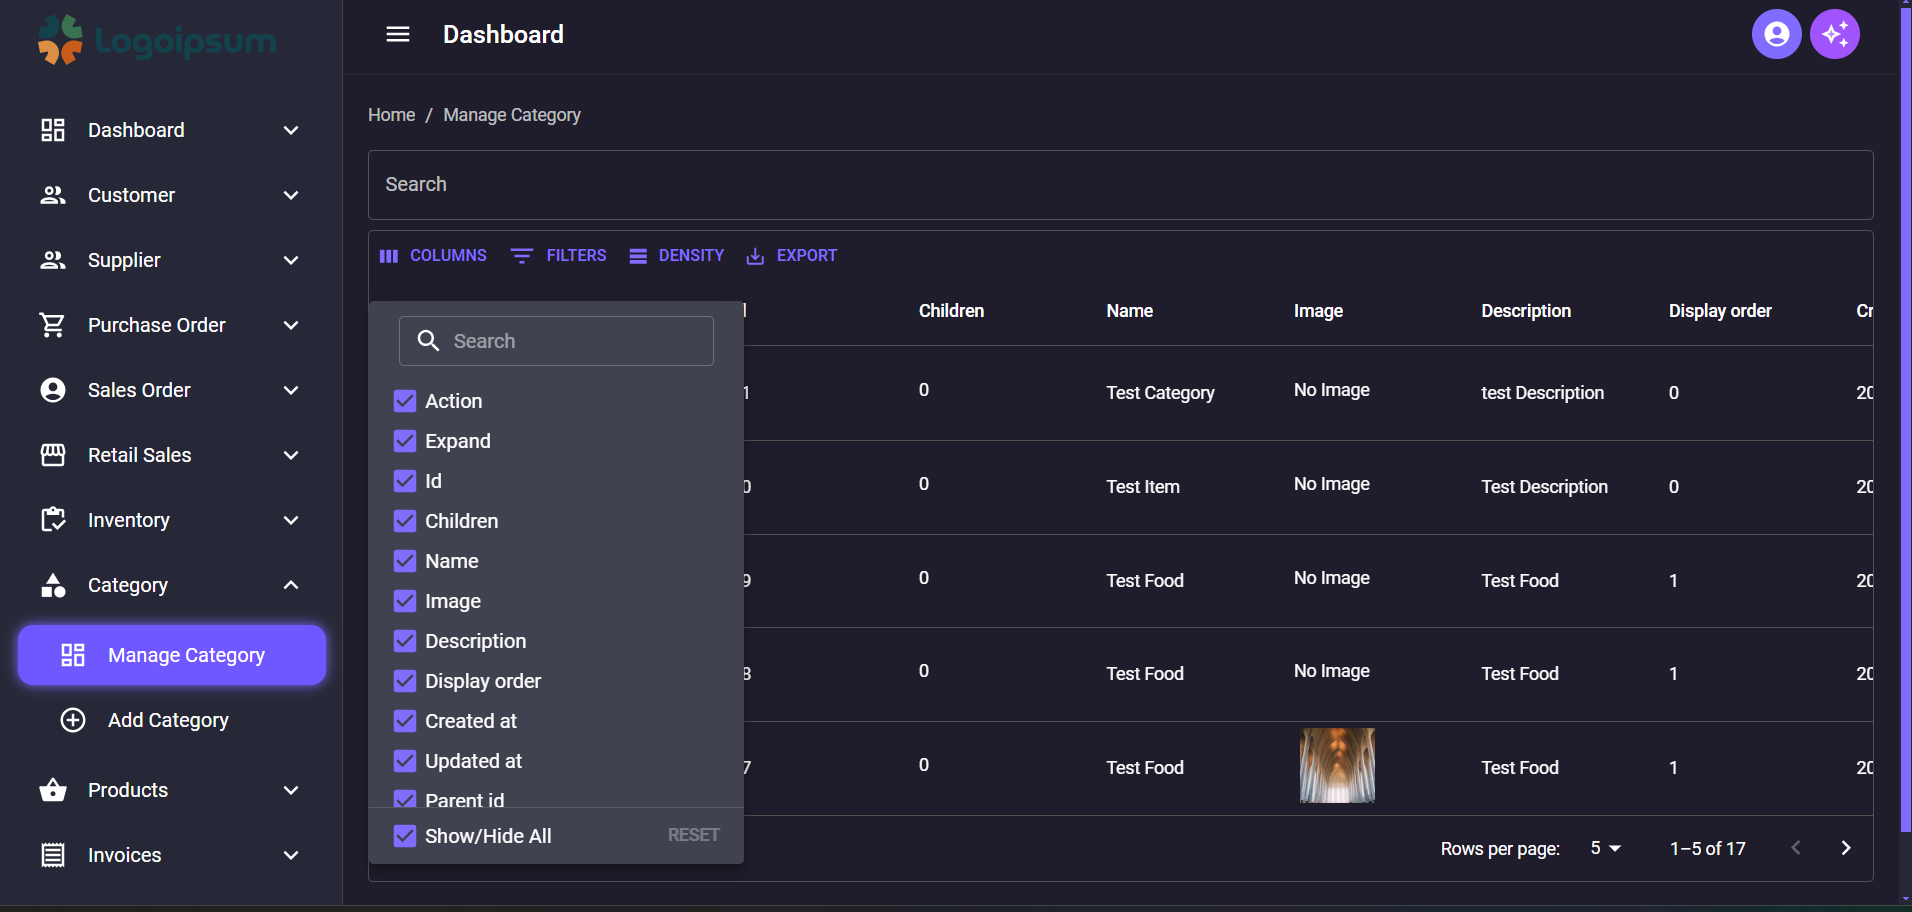 Logoipsum
Dashboard
Home / Manage Category
Search
COLUMNS FILTERS DENSITY EXPORT
Dashboard
Customer
Supplier
Purchase Order
Sales Order
Retail Sales
Inventory
Category
Manage Category
Add Category
Products
Invoices
Search
Action
Expand
Id
Children
Name
Image
Description
Display order
Created at
Updated at
Parent id
Show/Hide All RESET
Children Name Image Description Display order
1 0 Test Category No Image test Description 0 20
0 0 Test Item No Image Test Description 0 20
9 0 Test Food No Image Test Food 1 20
8 0 Test Food No Image Test Food 1 20
7 0 Test Food Test Food 1 20
Rows per page: 5 1–5 of 17